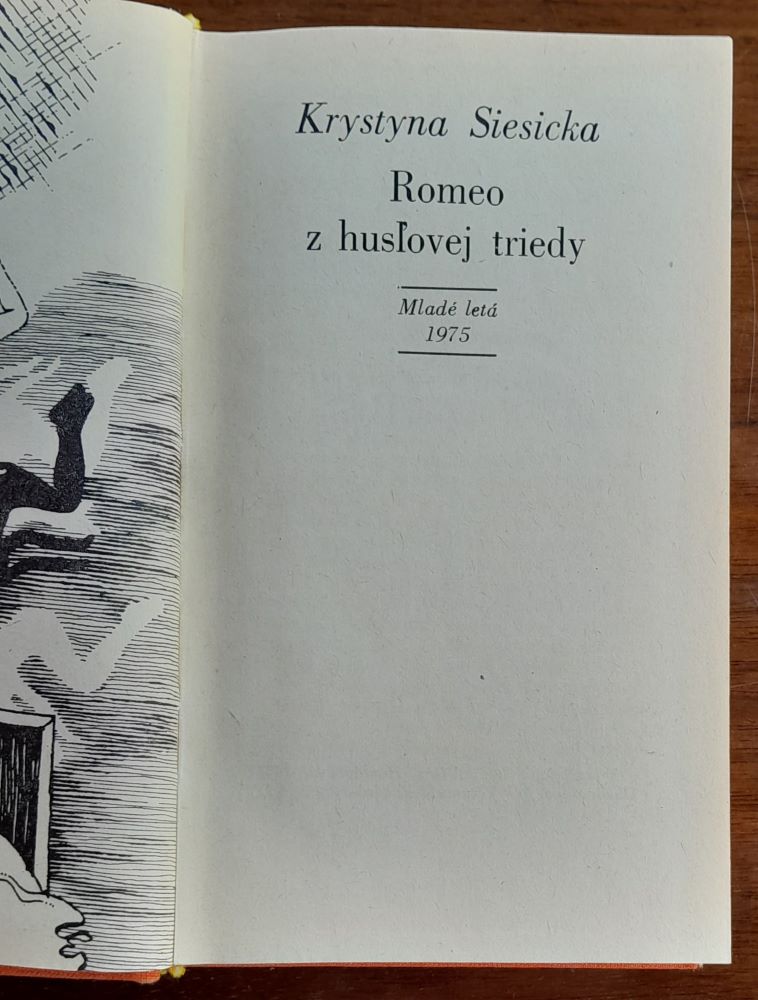 Krystyna Siesicka
Romeo
z husľovej triedy
Mladé letá
1975